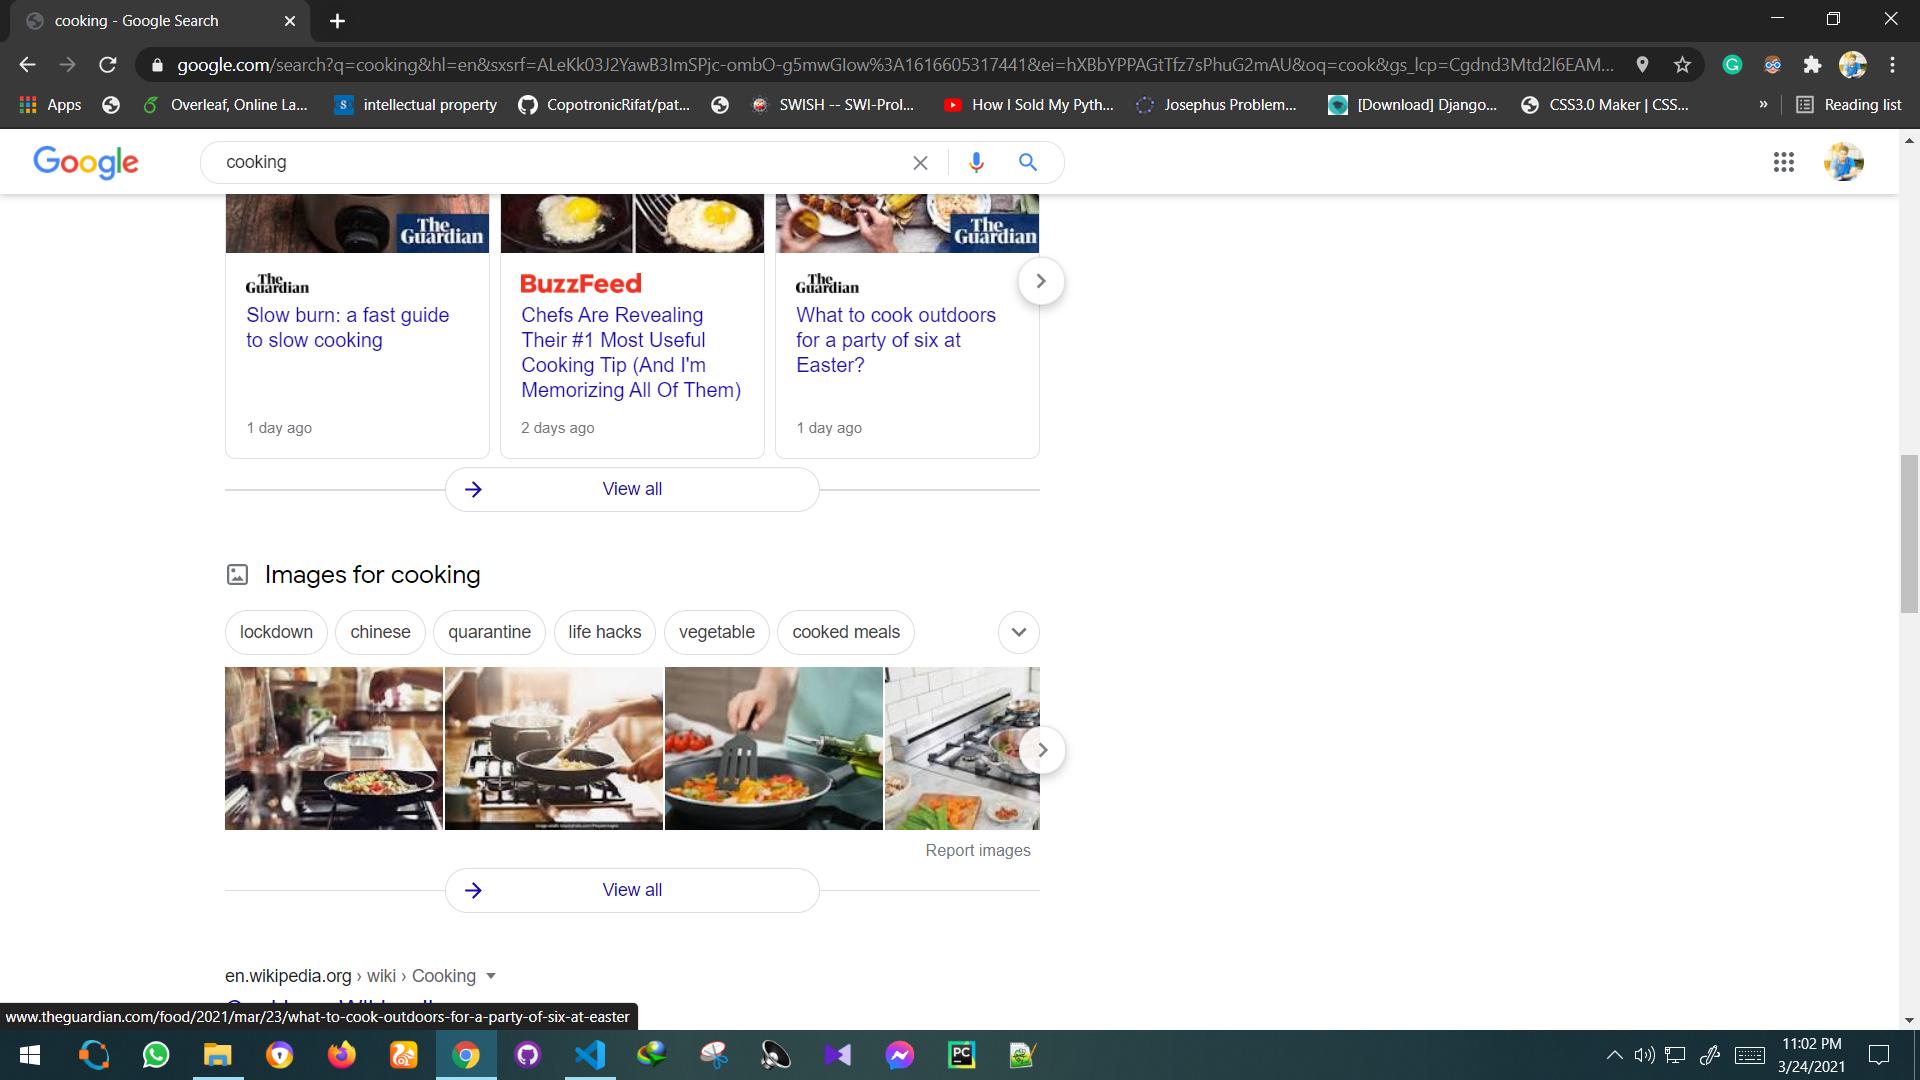 cooking - Google Search
google.com/search?q=cooking&hl=en&sxsrf=ALeKk03J2YawB3ImSPjc-ombO-g5mwGIow%3A1616605317441&ei=hXBbYPPAGtTfz7sPhuG2mAU&oq=cook&gs_lcp=Cgdnd3Mtd2l6EAM...
Apps
Overleaf, Online La...
intellectual property
CopotronicRifat/pat...
SWISH -- SWI-Prol...
How I Sold My Pyth...
Josephus Problem...
[Download] Django...
CSS3.0 Maker | CSS...
»
Reading list
Google
cooking
The Guardian
The Guardian
The Guardian
BuzzFeed
The Guardian
Slow burn: a fast guide
to slow cooking
1 day ago
Chefs Are Revealing
Their #1 Most Useful
Cooking Tip (And I'm
Memorizing All Of Them)
2 days ago
What to cook outdoors
for a party of six at
Easter?
1 day ago
View all
Images for cooking
lockdown
chinese
quarantine
life hacks
vegetable
cooked meals
Report images
View all
en.wikipedia.org › wiki › Cooking
www.theguardian.com/food/2021/mar/23/what-to-cook-outdoors-for-a-party-of-six-at-easter
PC
11:02 PM
3/24/2021